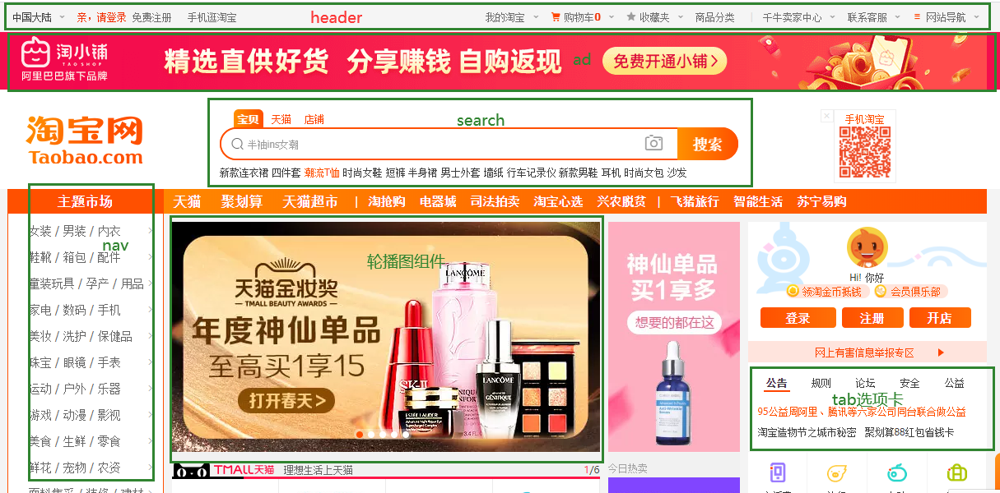 中国大陆 亲，请登录 免费注册 手机逛淘宝 header 我的淘宝 购物车0 收藏夹 商品分类 千牛卖家中心 联系客服 网站导航
淘小铺
TAOSHOP
阿里巴巴旗下品牌
精选直供好货 分享赚钱 自购返现 ad 免费开通小铺
淘宝网
Taobao.com
宝贝 天猫 店铺 search
半袖ins女潮 搜索
新款连衣裙 四件套 潮流T恤 时尚女鞋 短裤 半身裙 男士外套 墙纸 行车记录仪 新款男鞋 耳机 时尚女包 沙发
手机淘宝
主题市场 天猫 聚划算 天猫超市 | 淘抢购 电器城 司法拍卖 淘宝心选 兴农脱贫 | 飞猪旅行 智能生活 苏宁易购
女装 / 男装 / 内衣
nav
鞋靴 / 箱包 / 配件
童装玩具 / 孕产 / 用品
家电 / 数码 / 手机
美妆 / 洗护 / 保健品
珠宝 / 眼镜 / 手表
运动 / 户外 / 乐器
游戏 / 动漫 / 影视
美食 / 生鲜 / 零食
鲜花 / 宠物 / 农资
面料集采 / 装修 / 建材
轮播图组件
天猫金妆奖
TMALL BEAUTY AWARDS
年度神仙单品
至高买1享15
打开春天>
LANCÔME
SK-II
ESTĒE LAUDER
LANCÔME
GÉNIFIQUE
TMALL天猫 理想生活上天猫 1/6
神仙单品
买1享多
想要的都在这
今日热卖
Hi! 你好
领淘金币抵钱 会员俱乐部
登录 注册 开店
网上有害信息举报专区
公告 规则 论坛 安全 公益
tab选项卡
95公益周阿里、腾讯等六家公司同台联合做公益
淘宝造物节之城市秘密 聚划算88红包省钱卡